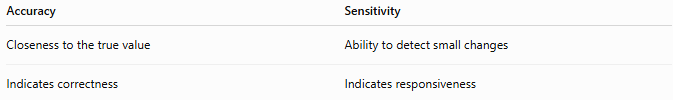 Accuracy Sensitivity
Closeness to the true value Ability to detect small changes
Indicates correctness Indicates responsiveness